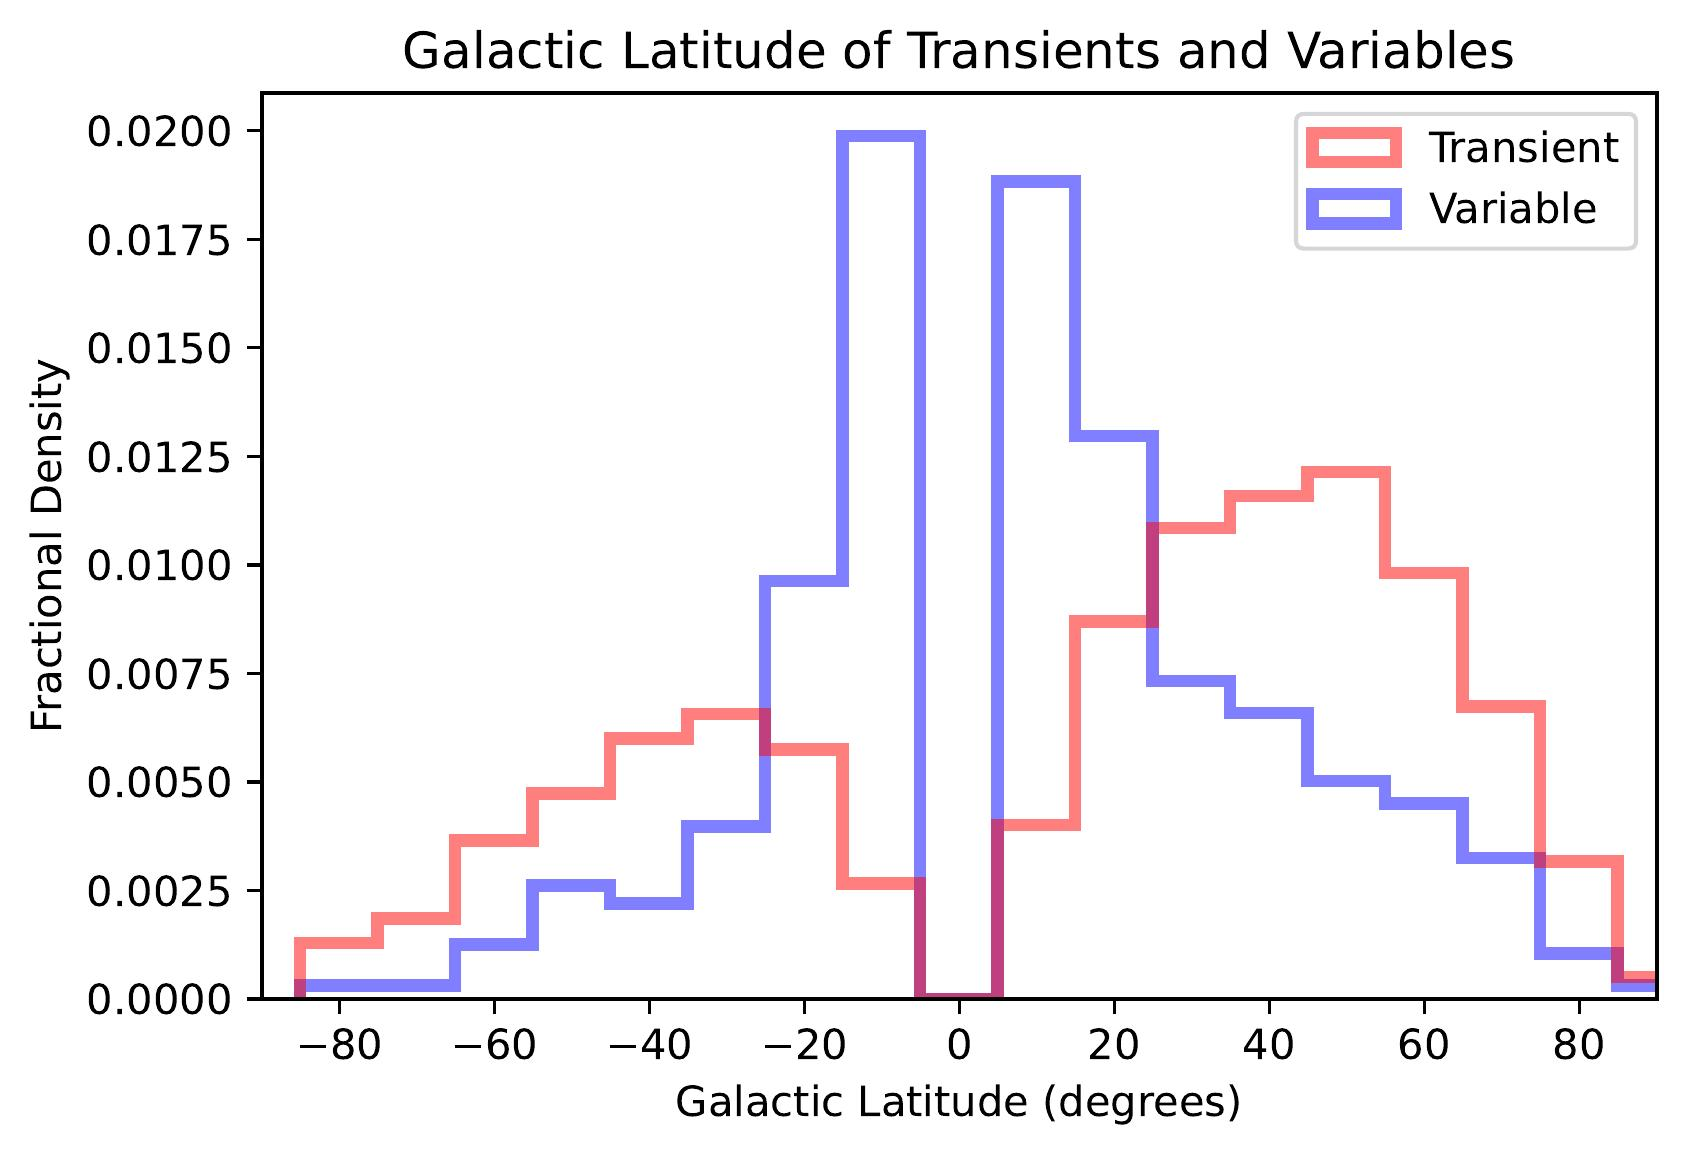 Galactic Latitude of Transients and Variables
Transient
Variable
0.0200
0.0175
0.0150
0.0125
0.0100
0.0075
0.0050
0.0025
0.0000
Fractional Density
−80 −60 −40 −20 0 20 40 60 80
Galactic Latitude (degrees)